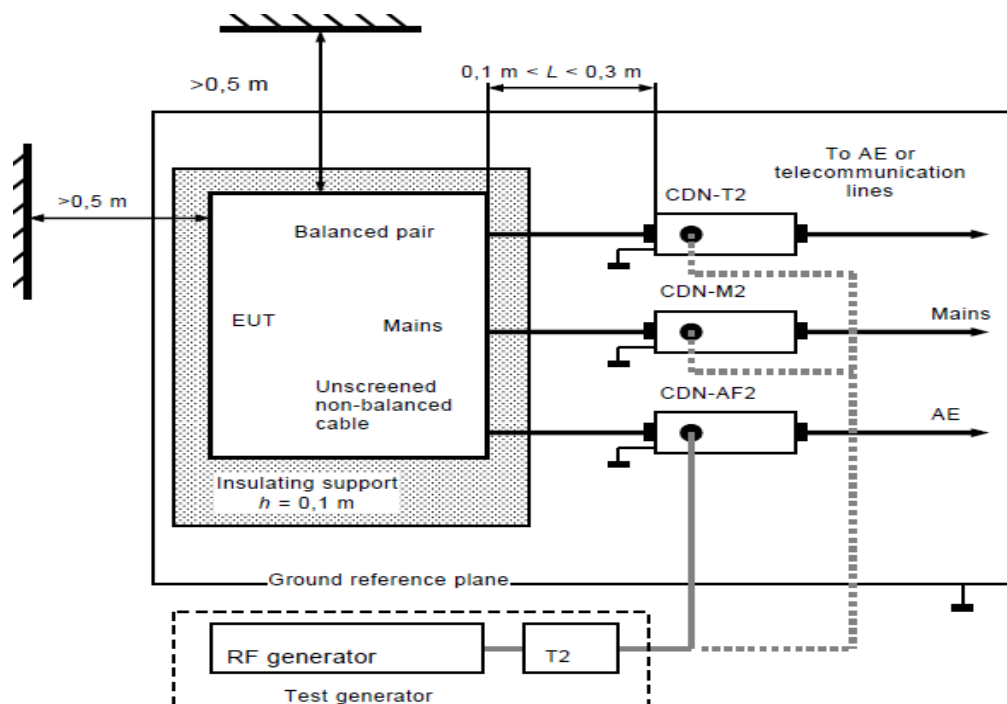 0,1 m < L < 0,3 m
>0,5 m
>0,5 m
To AE or
telecommunication
lines
CDN-T2
Balanced pair
CDN-M2
EUT
Mains
Mains
Unscreened
non-balanced
cable
CDN-AF2
AE
Insulating support
h = 0,1 m
Ground reference plane
RF generator
T2
Test generator